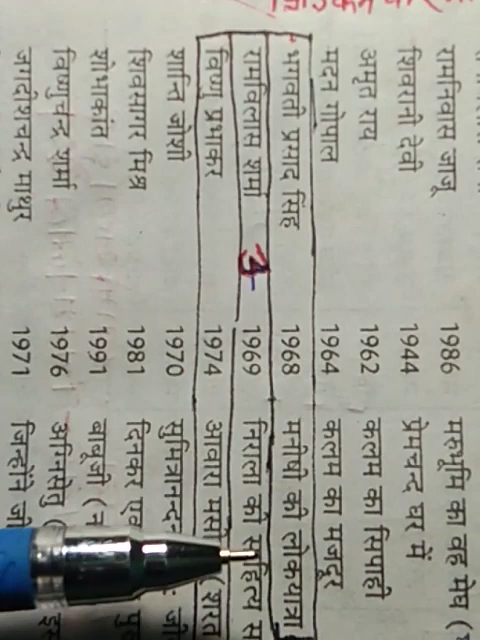 रामनिवास जाजू 1986 मरुभूमि का वह मेघ
शिवरानी देवी 1944 प्रेमचन्द घर में
अमृत राय 1962 कलम का सिपाही
मदन गोपाल 1964 कलम का मजदूर
भगवती प्रसाद सिंह 1968 मनीषी की लोकयात्रा
रामविलास शर्मा 3 1969 निराला की साहित्य स
विष्णु प्रभाकर 1974 आवारा मसी (शरत
शान्ति जोशी 1970 सुमित्रानन्दन जी
शिवसागर मिश्र 1981 दिनकर एक
शोभाकांत 1991 बाबूजी
विष्णुचन्द्र शर्मा 1976 अग्निसेतु
जगदीशचन्द्र माथुर 1971 जिन्होंने जी